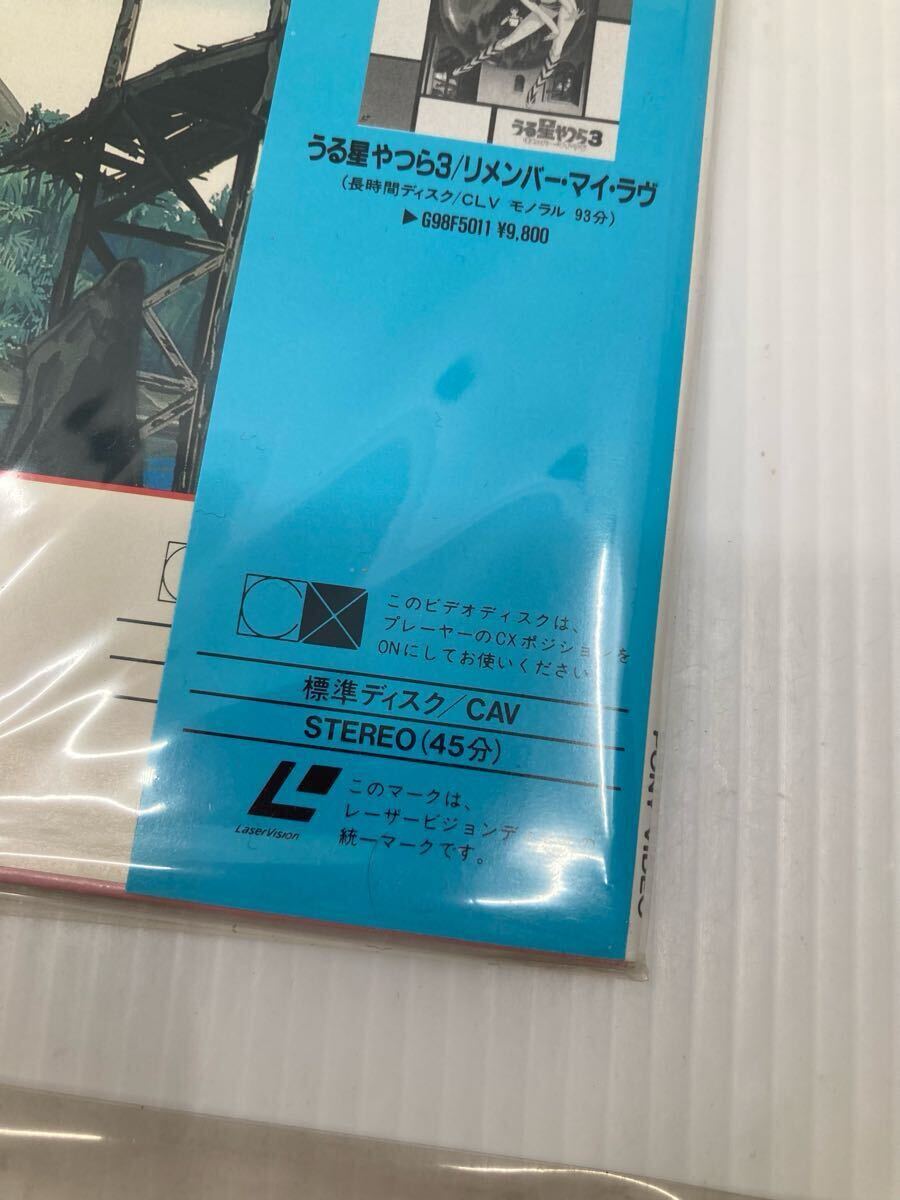 うる星やつら3
うる星やつら3/リメンバー・マイ・ラヴ
(長時間ディスク/CLV モノラル 93分)
▶G98F5011 ¥9,800
CX
このビデオディスクは、
プレーヤーのCXポジションを
ONにしてお使いください
標準ディスク/CAV
STEREO(45分)
LaserVision
このマークは、
レーザービジョンデ
統一マークです。
PONY VIDEO